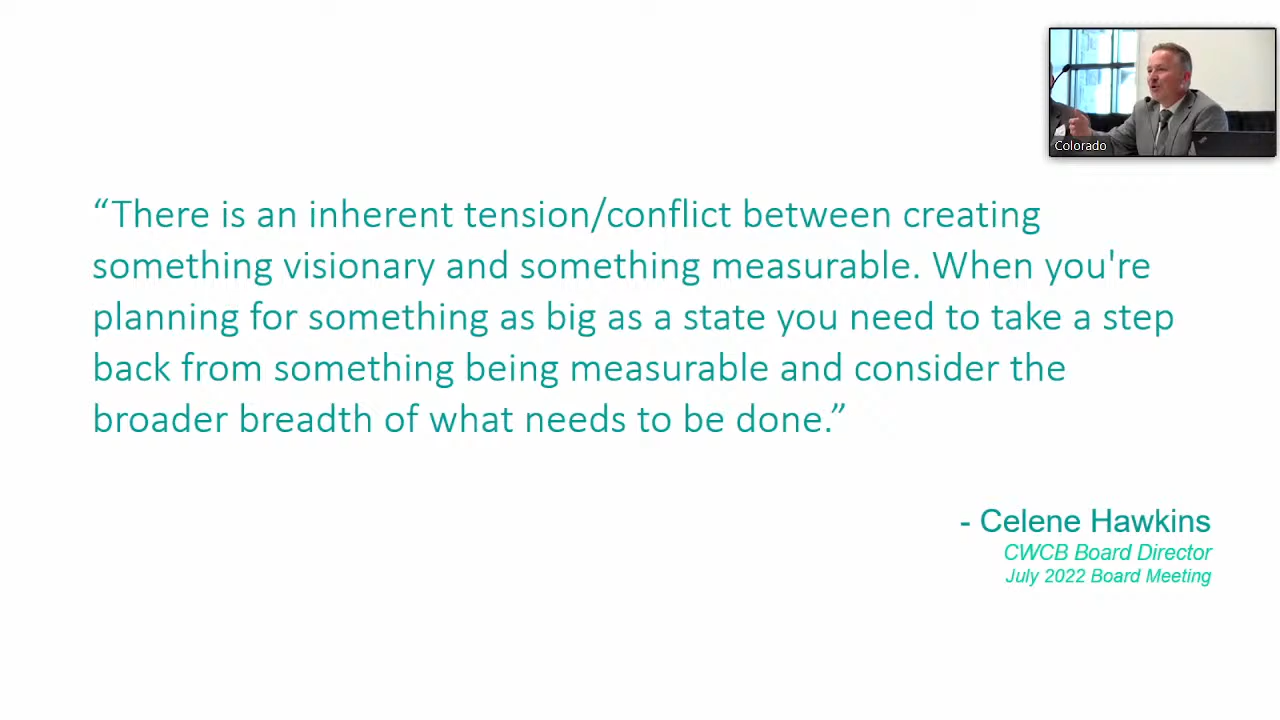 Colorado
“There is an inherent tension/conflict between creating
something visionary and something measurable. When you're
planning for something as big as a state you need to take a step
back from something being measurable and consider the
broader breadth of what needs to be done.”
- Celene Hawkins
CWCB Board Director
July 2022 Board Meeting